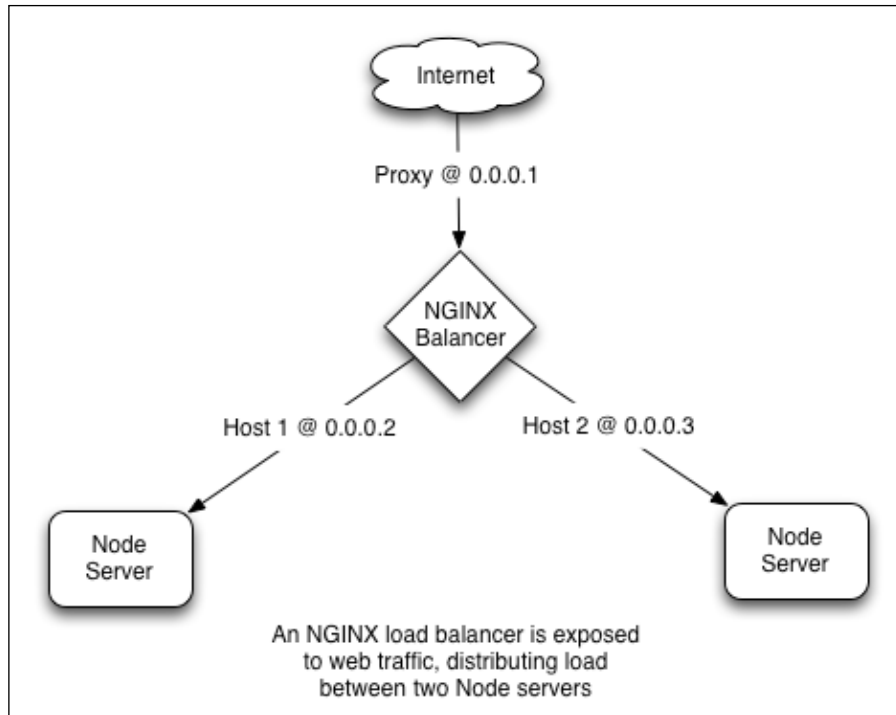 Internet
Proxy @ 0.0.0.1
NGINX
Balancer
Host 1 @ 0.0.0.2
Host 2 @ 0.0.0.3
Node
Server
Node
Server
An NGINX load balancer is exposed
to web traffic, distributing load
between two Node servers